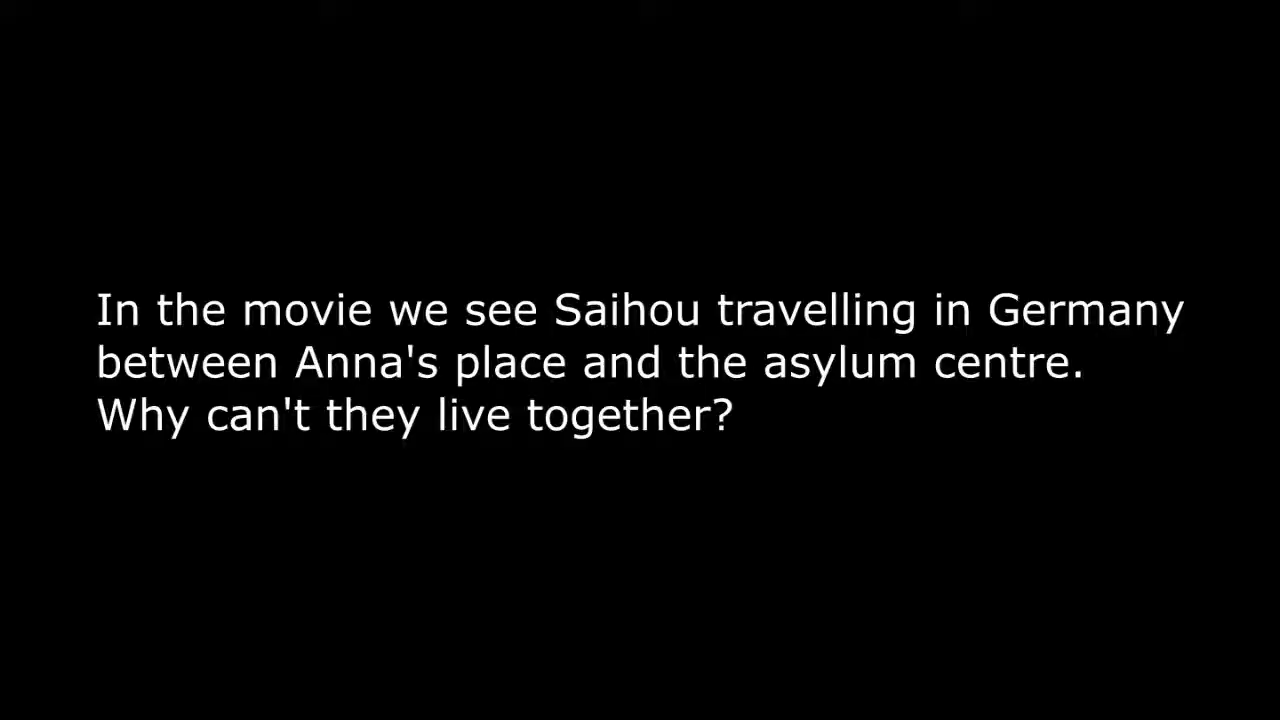 In the movie we see Saihou travelling in Germany
between Anna's place and the asylum centre.
Why can't they live together?